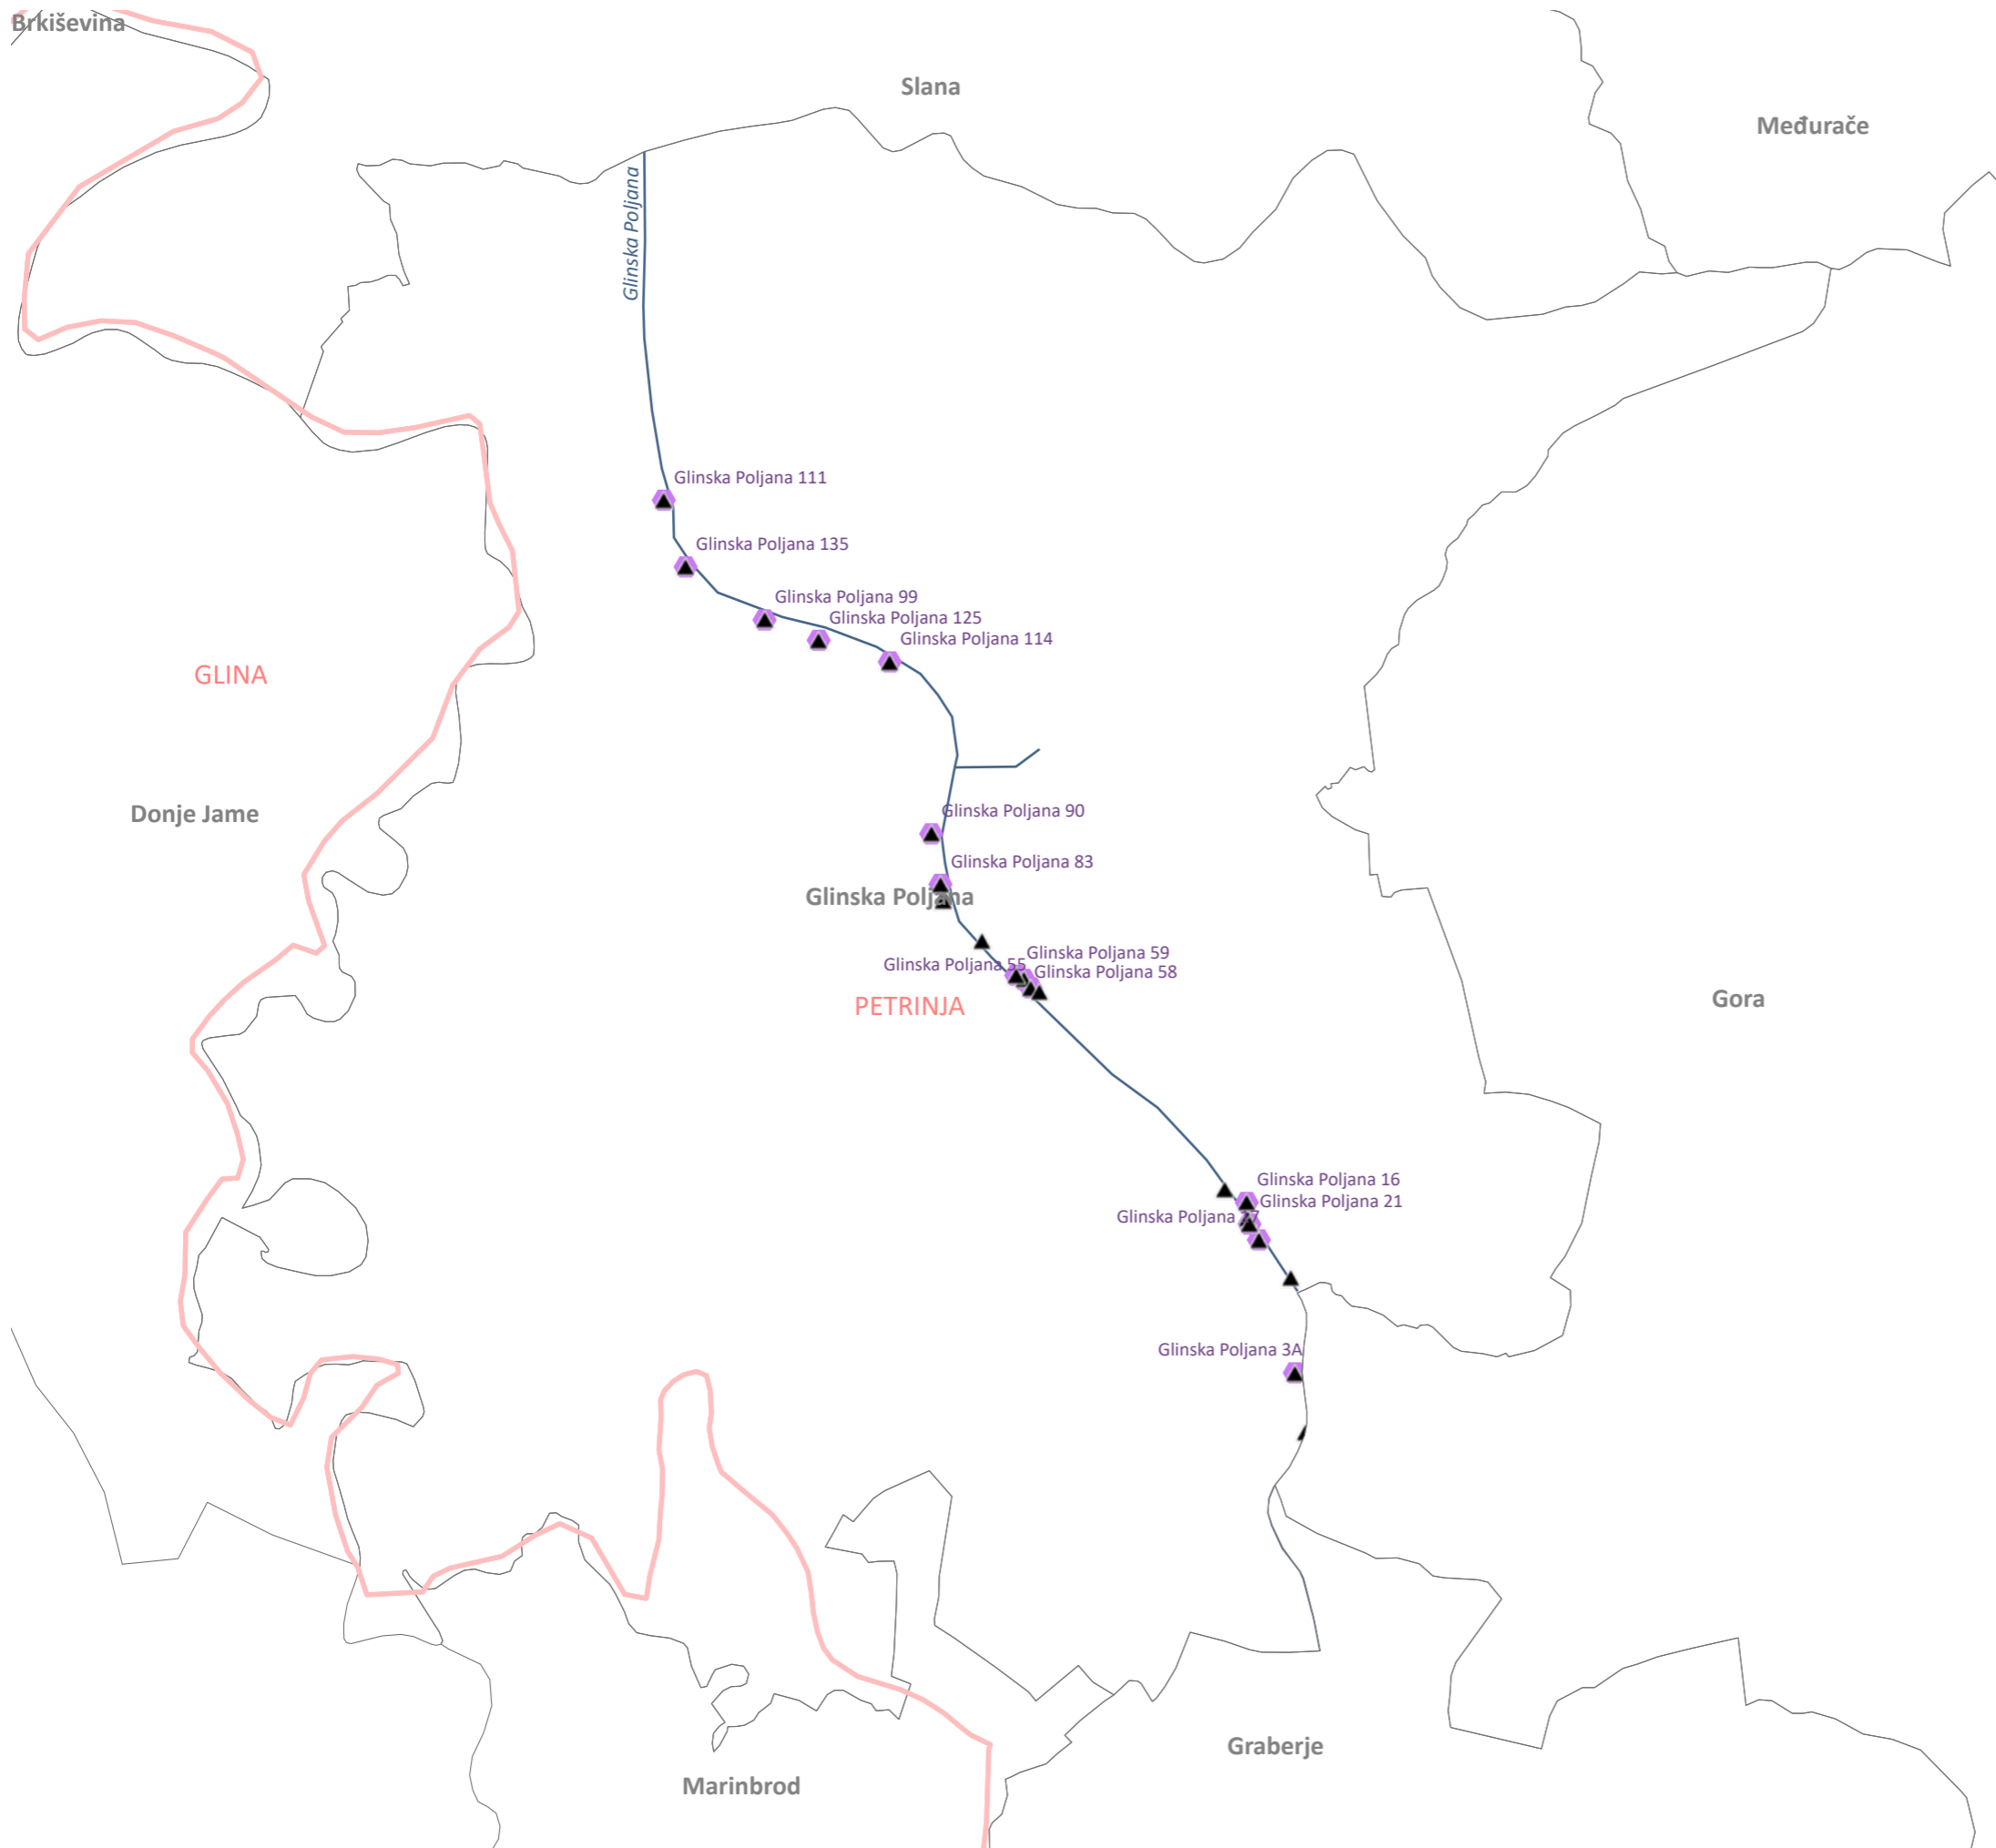 Brkiševina
Slana
Međurače
Glinska Poljana
Glinska Poljana 111
Glinska Poljana 135
Glinska Poljana 99
Glinska Poljana 125
Glinska Poljana 114
GLINA
Donje Jame
Glinska Poljana 90
Glinska Poljana 83
Glinska Poljana
Glinska Poljana 59
Glinska Poljana 55
Glinska Poljana 58
PETRINJA
Gora
Glinska Poljana 16
Glinska Poljana 21
Glinska Poljana
Glinska Poljana 3A
Graberje
Marinbrod